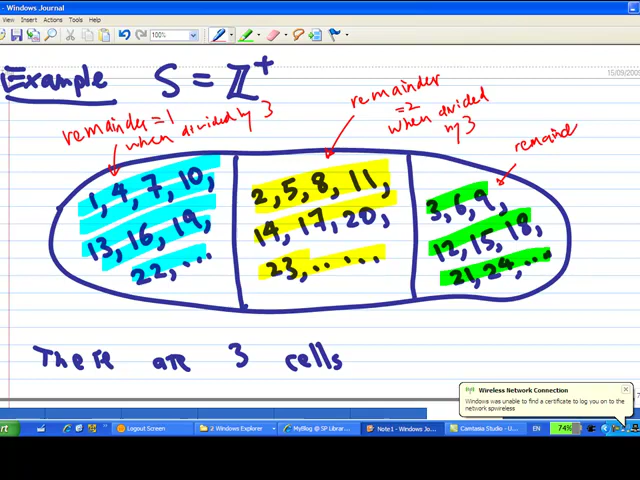 - Windows Journal
View Insert Actions Tools Help
100%
15/09/200
Example S = Z⁺
remainder=1
when divided by 3
remainder
=2
when divided
by 3
remaind
1, 4, 7, 10,
13, 16, 19,
22, ...
2, 5, 8, 11,
14, 17, 20,
23, ......
3, 6, 9,
12, 15, 18,
21, 24, ...
There are 3 cells
Wireless Network Connection
Windows was unable to find a certificate to log you on to the
network spwireless
art
Logout Screen
2 Windows Explorer
MyBlog @ SP Librar...
Note1 - Windows Jo...
Camtasia Studio - U...
EN
74%